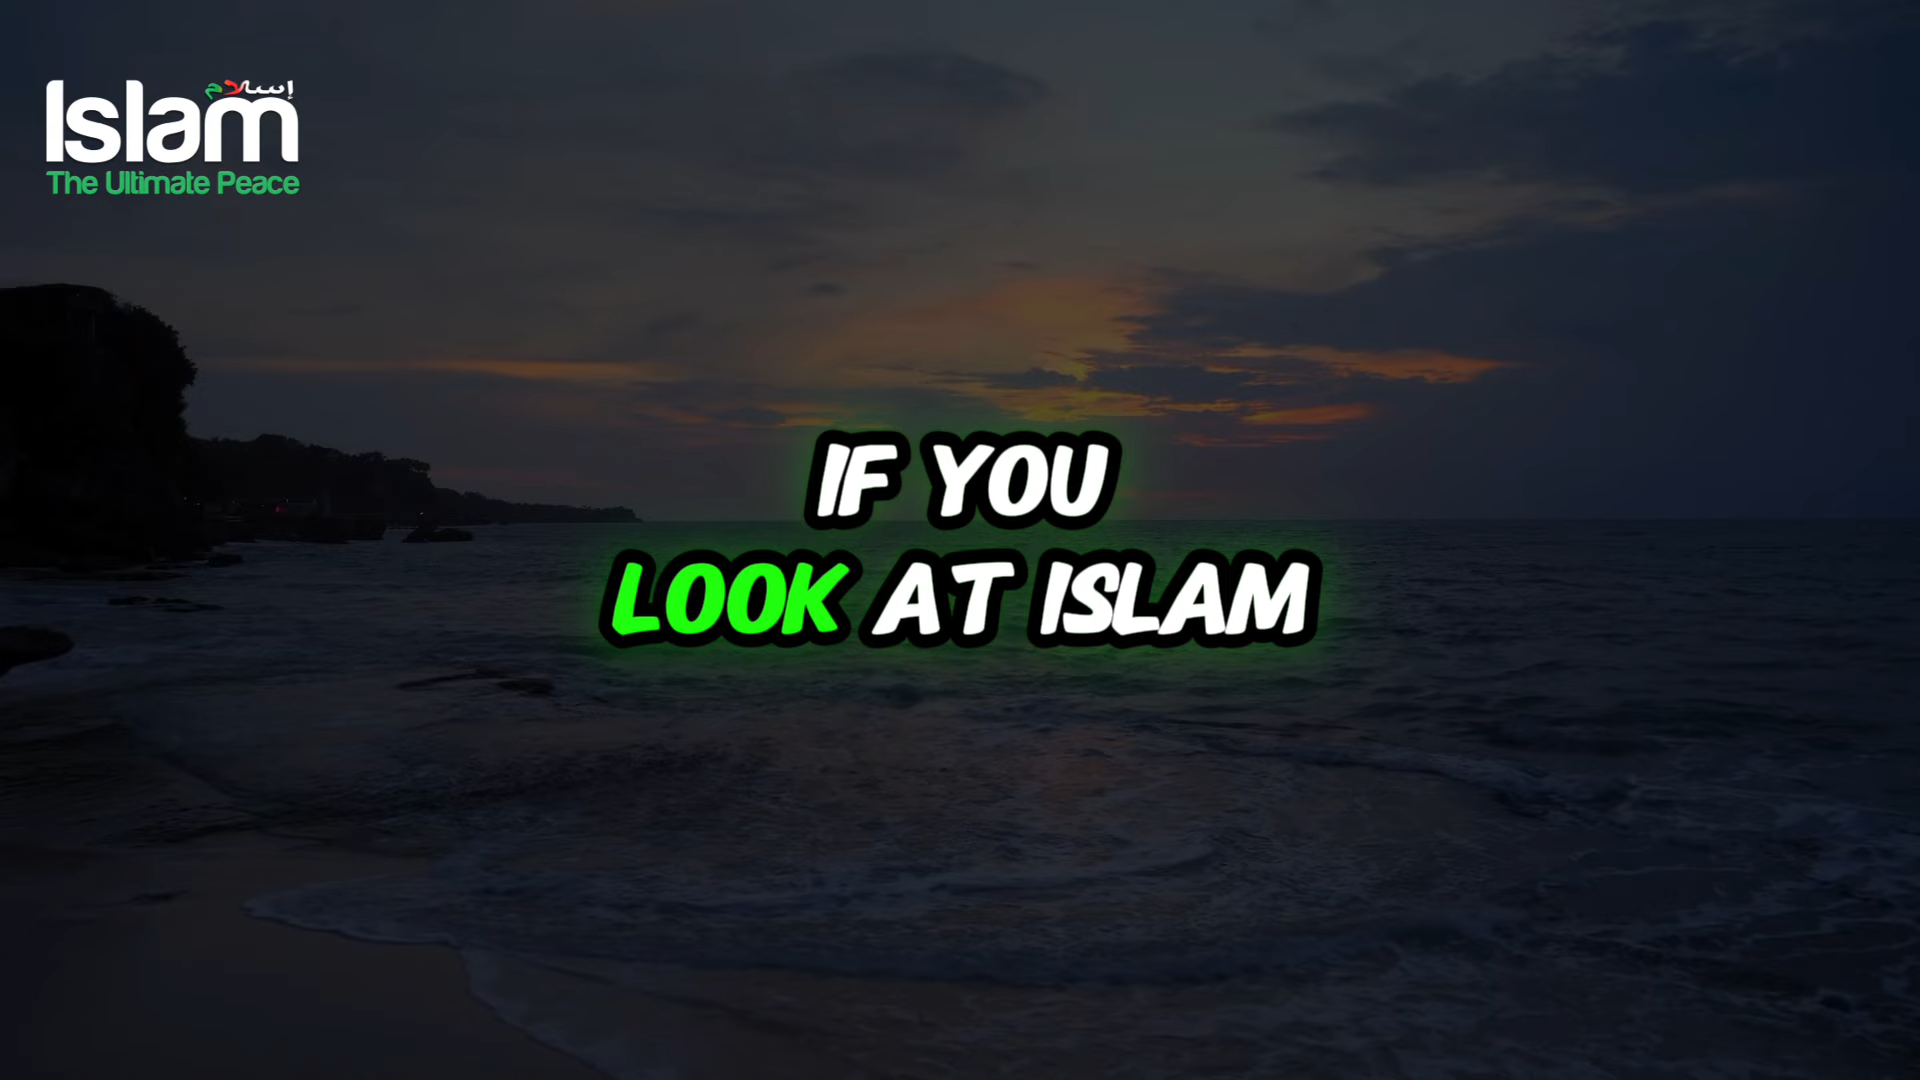 إسلام
Islam
The Ultimate Peace
IF YOU
LOOK AT ISLAM